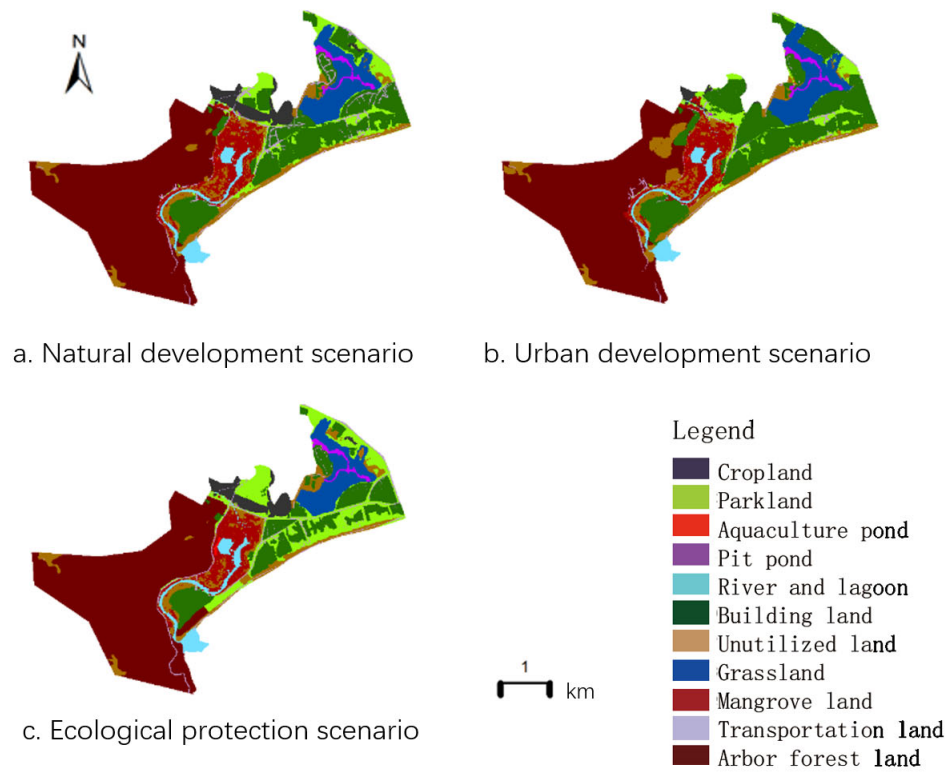 N
a. Natural development scenario
b. Urban development scenario
c. Ecological protection scenario
Legend
Cropland
Parkland
Aquaculture pond
Pit pond
River and lagoon
Building land
Unutilized land
Grassland
Mangrove land
Transportation land
Arbor forest land
1
km